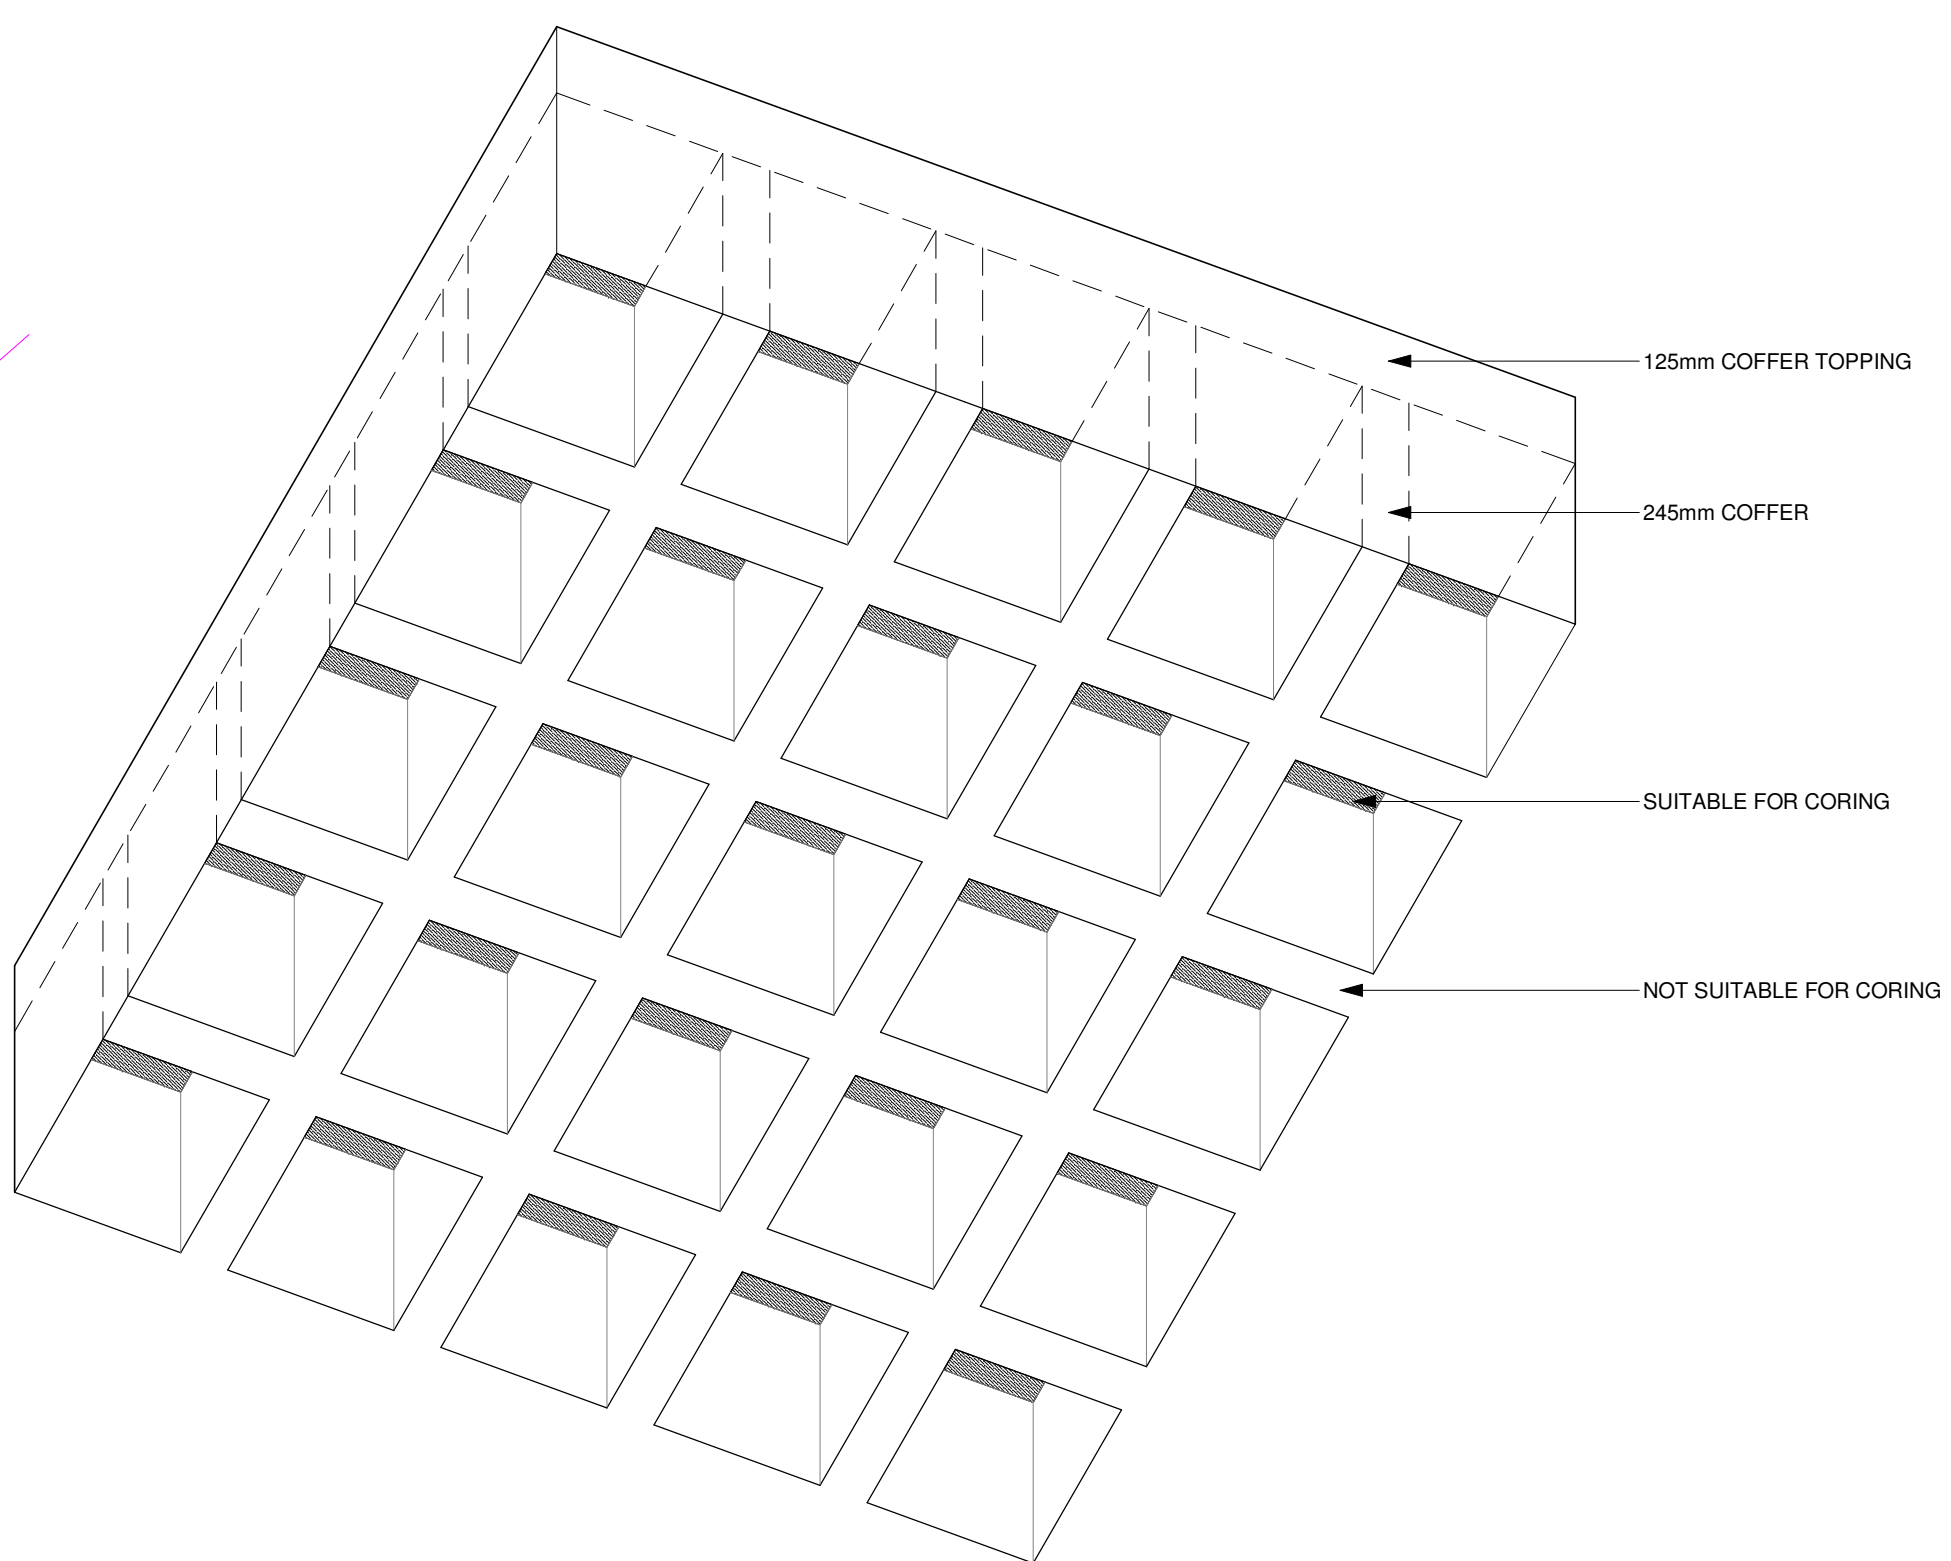 125mm COFFER TOPPING
245mm COFFER
SUITABLE FOR CORING
NOT SUITABLE FOR CORING